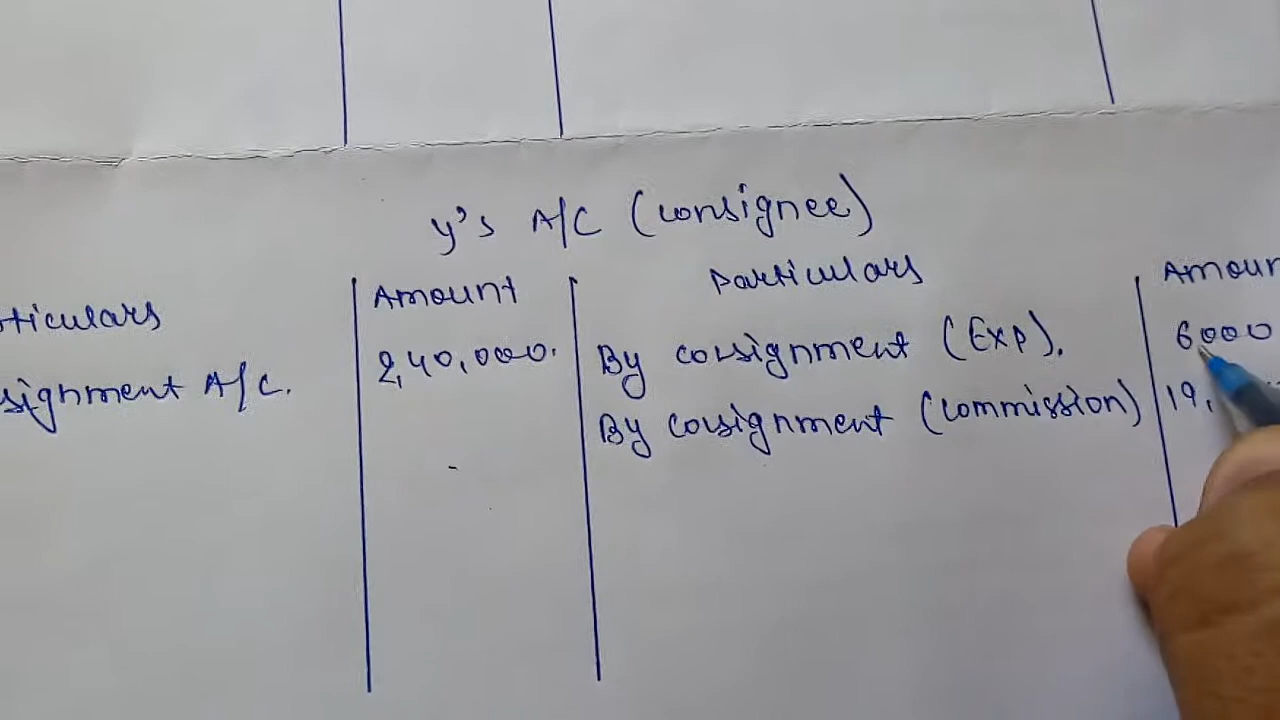 y's A/C (consignee)
ticulars Amount Particulars Amoun
signment A/C. 2,40,000. By consignment (Exp). 6000
By consignment (commission) 19,